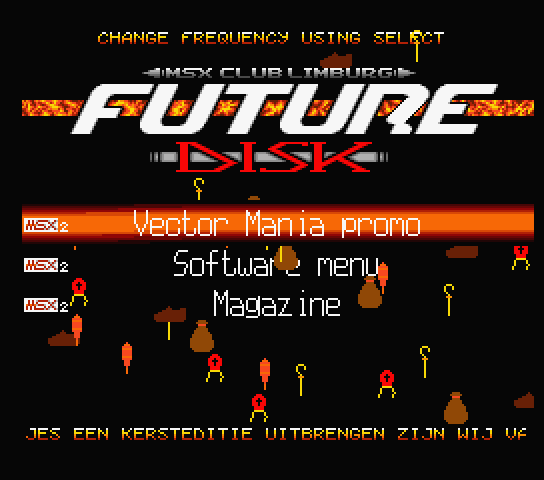 CHANGE FREQUENCY USING SELECT
MSX CLUB LIMBURG
FUTURE
DISK
MSX2 Vector Mania promo
MSX2 Software menu
MSX2 Magazine
JES EEN KERSTEDITIE UITBRENGEN ZIJN WIJ VA